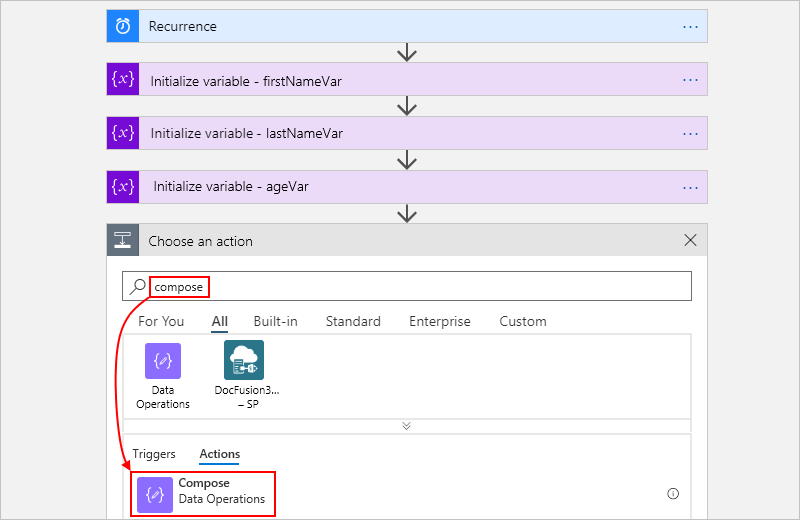 Recurrence
{x} Initialize variable - firstNameVar
{x} Initialize variable - lastNameVar
{x} Initialize variable - ageVar
Choose an action
compose
For You All Built-in Standard Enterprise Custom
Data
Operations
DocFusion3...
– SP
Triggers Actions
Compose
Data Operations